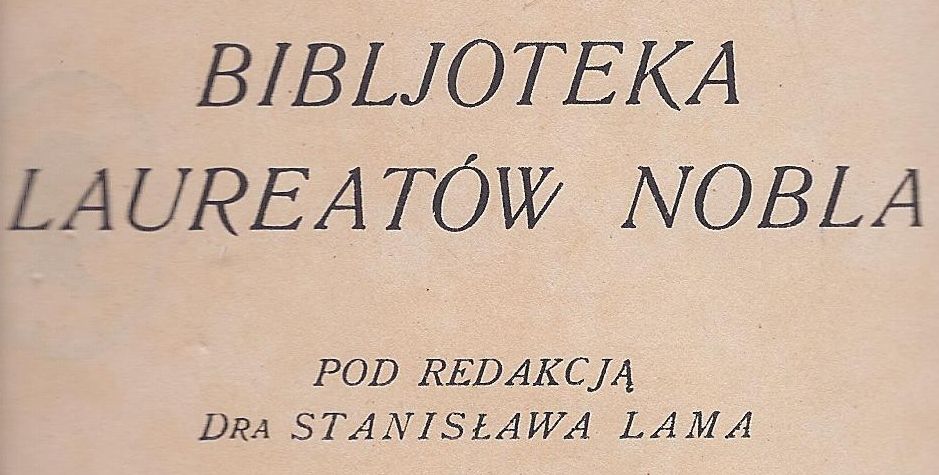 BIBLJOTEKA
LAUREATÓW NOBLA
POD REDAKCJĄ
DRA STANISŁAWA LAMA